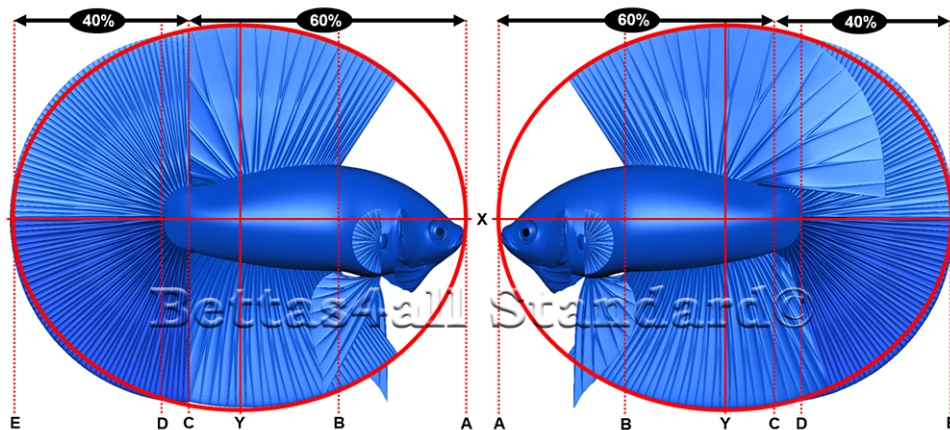 40% 60% 60% 40%
X
Bettas4all Standard©
E D C Y B A A B Y C D E